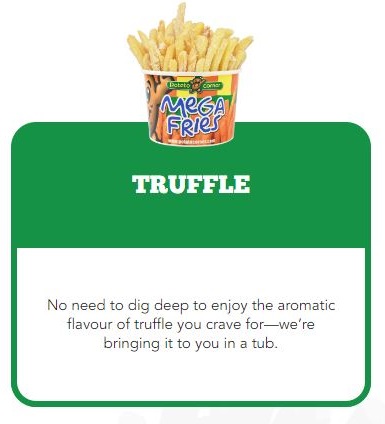 Potato Corner
MEGA
FRIES
www.potatocorner.com
TRUFFLE
No need to dig deep to enjoy the aromatic
flavour of truffle you crave for—we're
bringing it to you in a tub.